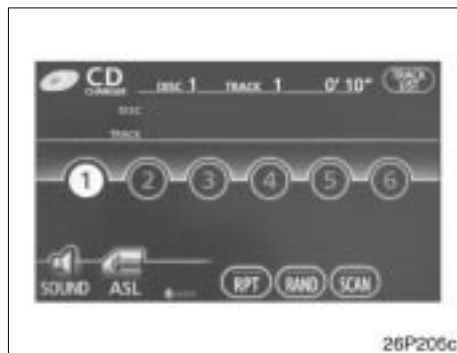 CD DISC 1 TRACK 1 0' 10" TRACK LIST
CHANGER
DISC
TRACK
1 2 3 4 5 6
SOUND ASL RPT RAND SCAN
26P205c